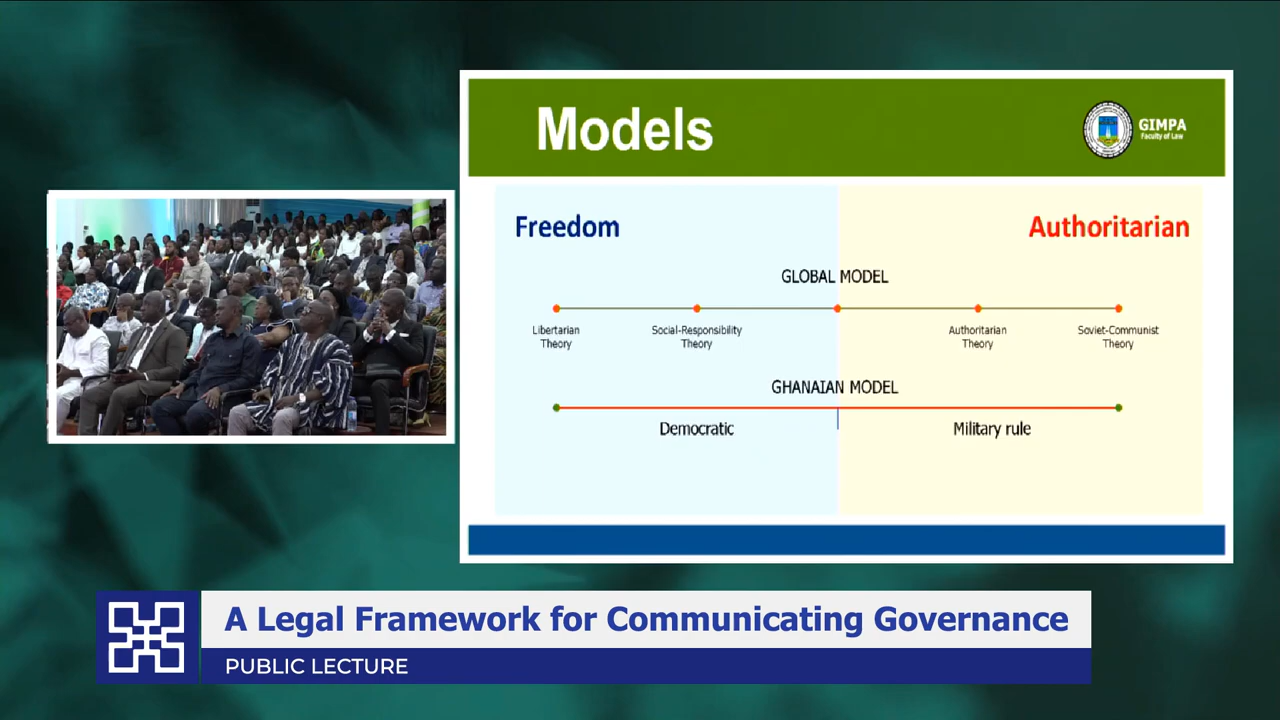 Models
GIMPA
Faculty of Law
Freedom
Authoritarian
GLOBAL MODEL
Libertarian
Theory
Social-Responsibility
Theory
Authoritarian
Theory
Soviet-Communist
Theory
GHANAIAN MODEL
Democratic
Military rule
A Legal Framework for Communicating Governance
PUBLIC LECTURE